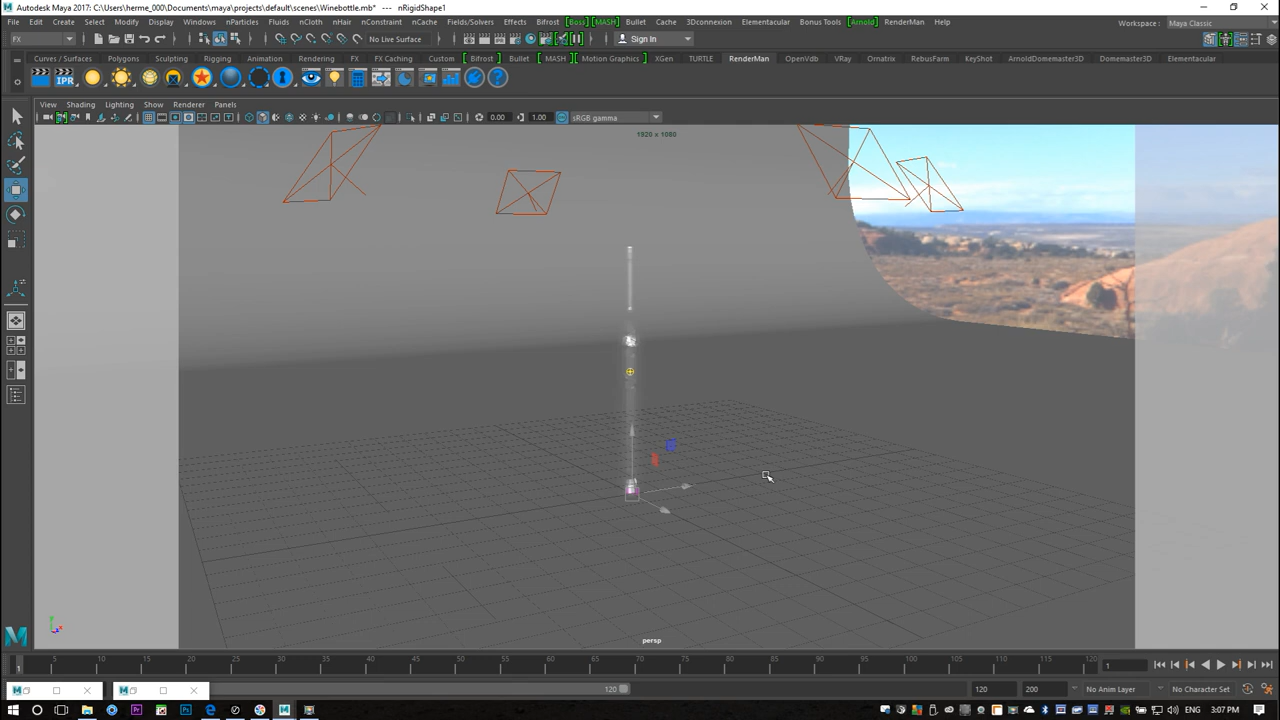 Autodesk Maya 2017: C:\Users\herme_000\Documents\maya\projects\default\scenes\Winebottle.mb* --- nRigidShape1
File Edit Create Select Modify Display Windows nParticles Fluids nCloth nHair nConstraint nCache Fields/Solvers Effects Bifrost [Boss] [MASH] Bullet Cache 3Dconnexion Elementacular Bonus Tools [Arnold] RenderMan Help
Workspace : Maya Classic
FX No Live Surface Sign In
Curves / Surfaces Polygons Sculpting Rigging Animation Rendering FX FX Caching Custom Bifrost Bullet MASH Motion Graphics XGen TURTLE RenderMan OpenVdb VRay Ornatrix RebusFarm KeyShot ArnoldDomemaster3D Domemaster3D Elementacular
IPR
View Shading Lighting Show Renderer Panels
0.00 1.00 sRGB gamma
1920 x 1080
persp
1 5 10 15 20 25 30 35 40 45 50 55 60 65 70 75 80 85 90 95 100 105 110 115 120 1
120 120 200 No Anim Layer No Character Set
ENG 3:07 PM